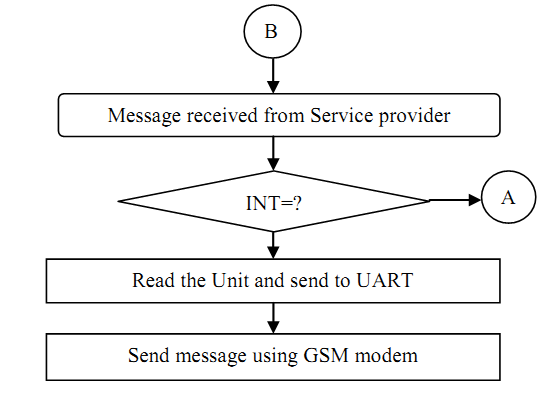 B
Message received from Service provider
INT=?
A
Read the Unit and send to UART
Send message using GSM modem